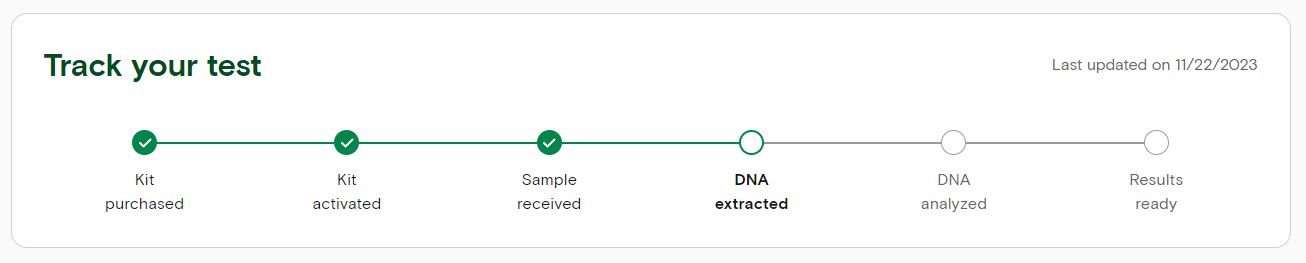 Track your test
Last updated on 11/22/2023
Kit
purchased
Kit
activated
Sample
received
DNA
extracted
DNA
analyzed
Results
ready